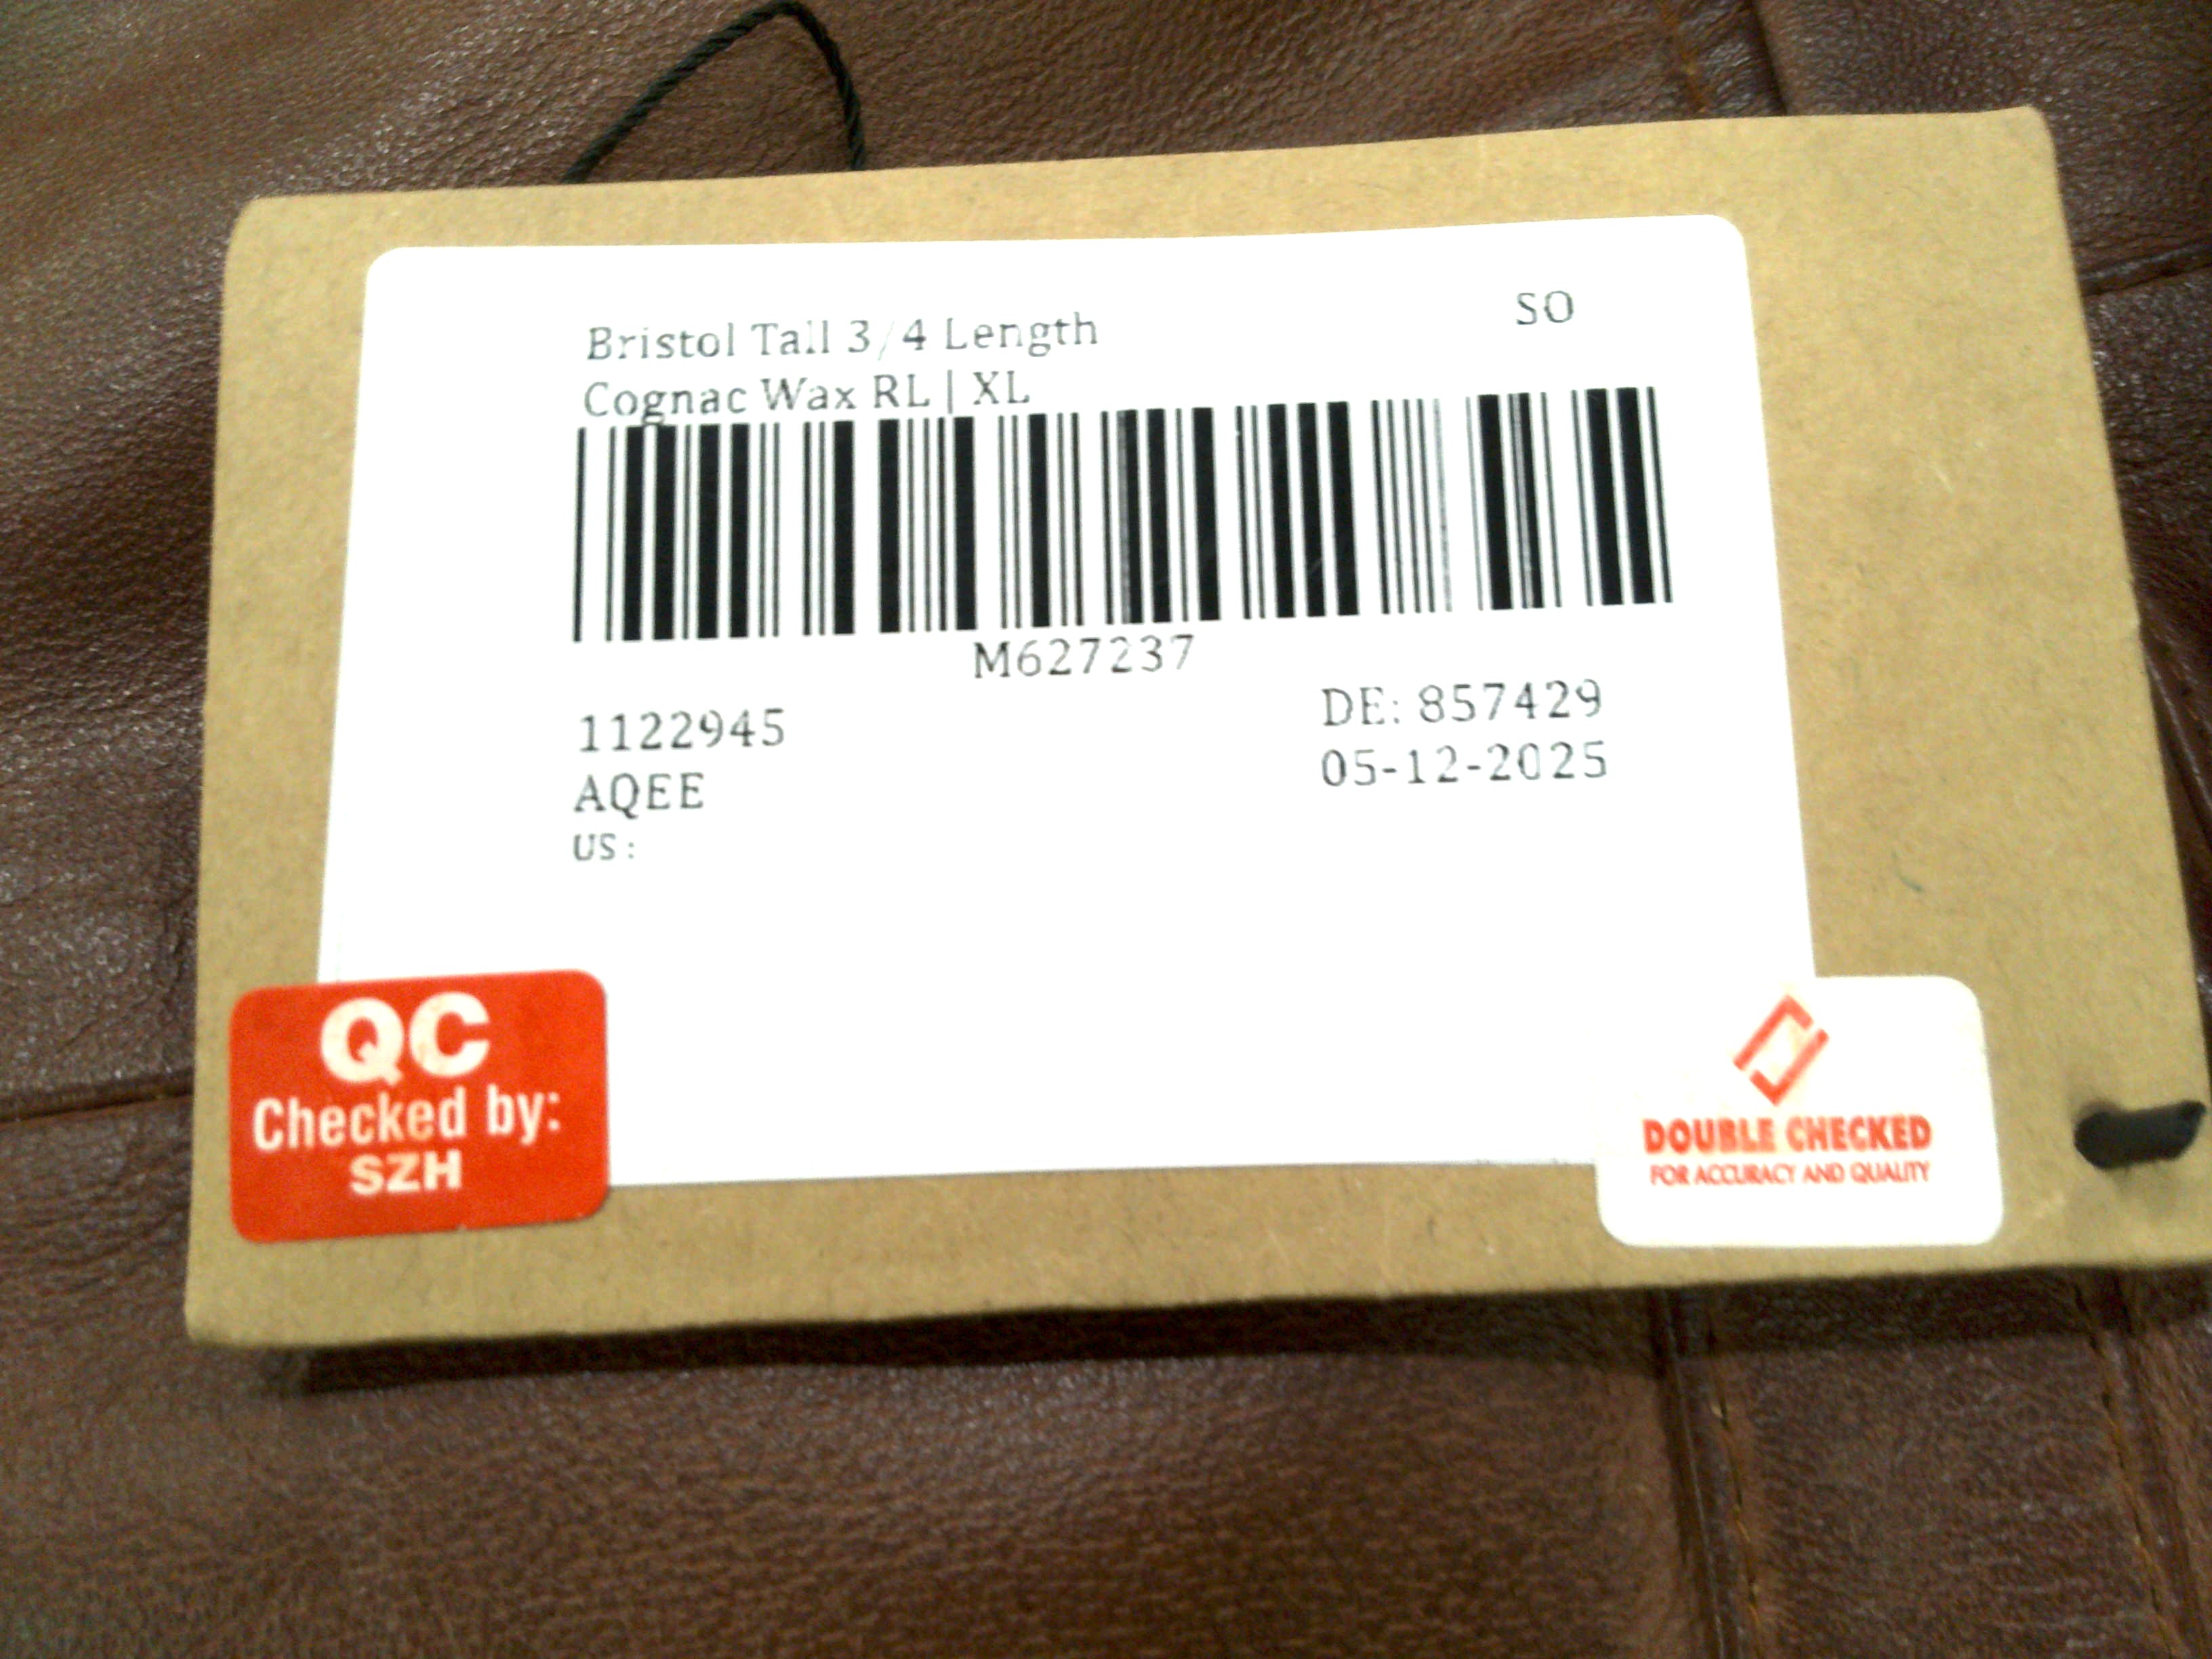 Bristol Tall 3/4 Length
SO
Cognac Wax RL | XL
M627237
1122945
DE: 857429
AQEE
05-12-2025
US :
QC
Checked by:
SZH
DOUBLE CHECKED
FOR ACCURACY AND QUALITY